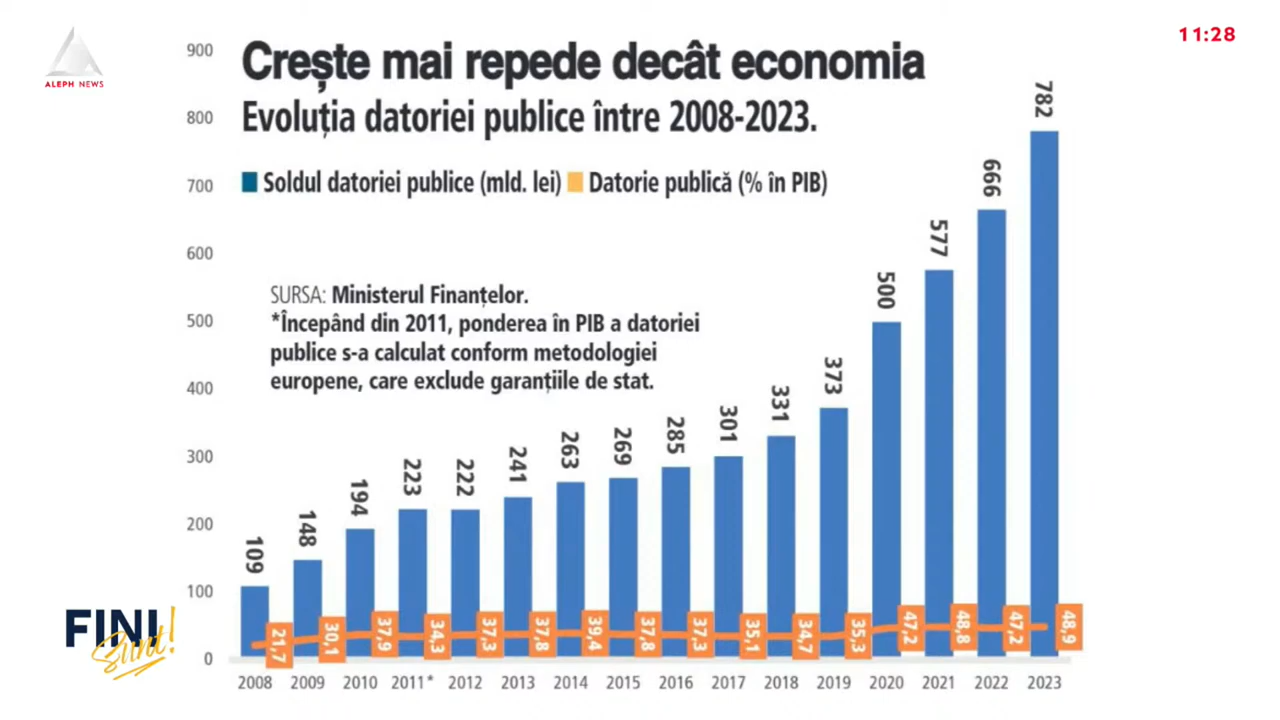 ALEPH NEWS
11:28
Crește mai repede decât economia
Evoluția datoriei publice între 2008-2023.
Soldul datoriei publice (mld. lei) Datorie publică (% în PIB)
SURSA: Ministerul Finanțelor.
*Începând din 2011, ponderea în PIB a datoriei
publice s-a calculat conform metodologiei
europene, care exclude garanțiile de stat.
900
800
700
600
500
400
300
200
100
0
109 148 194 223 222 241 263 269 285 301 331 373 500 577 666 782
21,7 30,1 37,9 34,3 37,3 37,8 39,4 37,8 37,3 35,1 34,7 35,3 47,2 48,8 47,2 48,9
2008 2009 2010 2011* 2012 2013 2014 2015 2016 2017 2018 2019 2020 2021 2022 2023
FINI
Sunt!